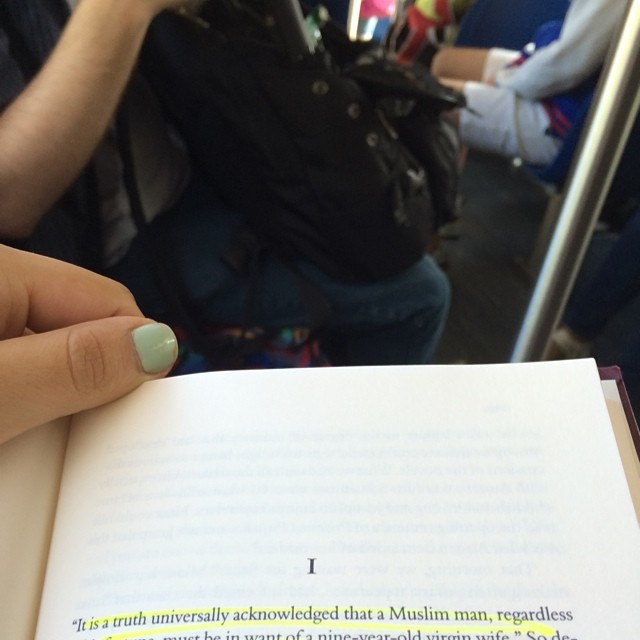 I
"It is a truth universally acknowledged that a Muslim man, regardless
must be in want of a nine-year-old virgin wife." So de-